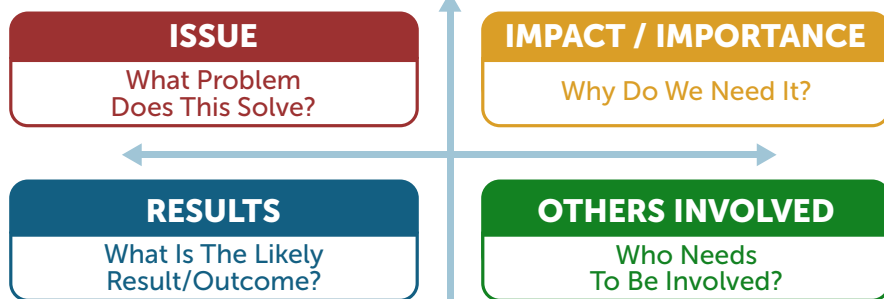 ISSUE
What Problem
Does This Solve?
IMPACT / IMPORTANCE
Why Do We Need It?
RESULTS
What Is The Likely
Result/Outcome?
OTHERS INVOLVED
Who Needs
To Be Involved?